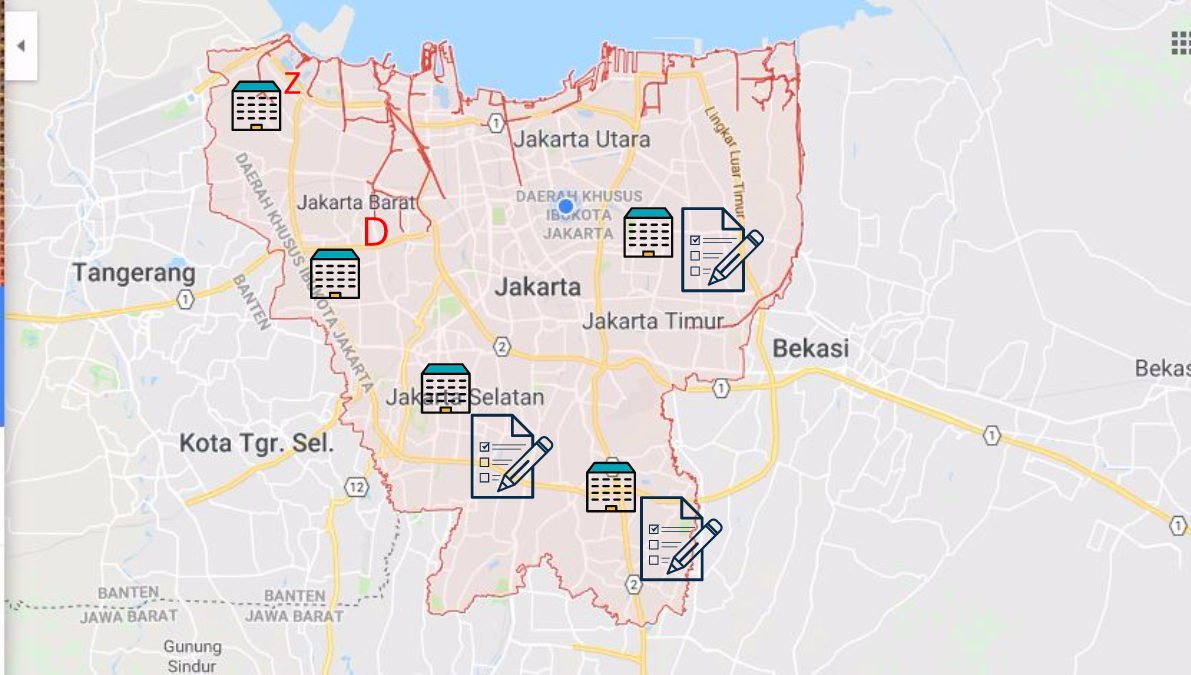 Z
1
Jakarta Utara
Lingkar Luar Timur
DAERAH KHUSUS
IBUKOTA
JAKARTA
Jakarta Barat
D
DAERAH KHUSUS IBUKOTA JAKARTA
BANTEN
Tangerang
1
Jakarta
Jakarta Timur
2
Bekasi
Bekas
1
Jakarta Selatan
Kota Tgr. Sel.
1
12
1
2
BANTEN
JAWA BARAT
BANTEN
JAWA BARAT
Gunung
Sindur